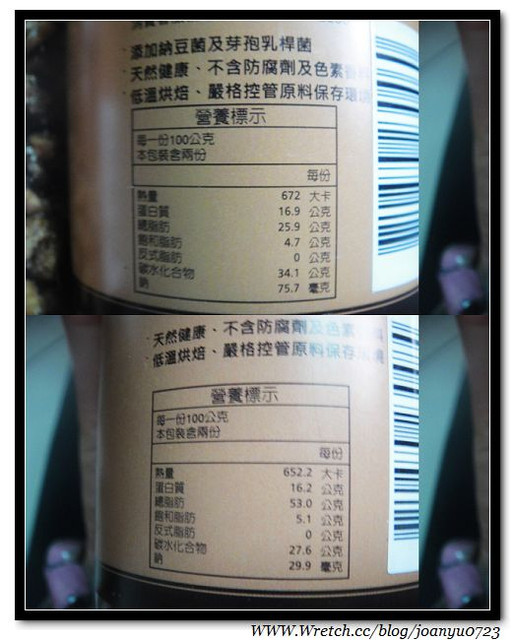 ·添加納豆菌及芽孢乳桿菌
·天然健康、不含防腐劑及色素
·低溫烘焙、嚴格控管原料保存環境
營養標示
每一份100公克
本包裝含兩份
每份
熱量 672 大卡
蛋白質 16.9 公克
總脂肪 25.9 公克
飽和脂肪 4.7 公克
反式脂肪 0 公克
碳水化合物 34.1 公克
鈉 75.7 毫克
·天然健康、不含防腐劑及色素
·低溫烘焙、嚴格控管原料保存
營養標示
每一份100公克
本包裝含兩份
每份
熱量 652.2 大卡
蛋白質 16.2 公克
總脂肪 53.0 公克
飽和脂肪 5.1 公克
反式脂肪 0 公克
碳水化合物 27.6 公克
鈉 29.9 毫克
WWW.Wretch.cc/blog/joanyu0723